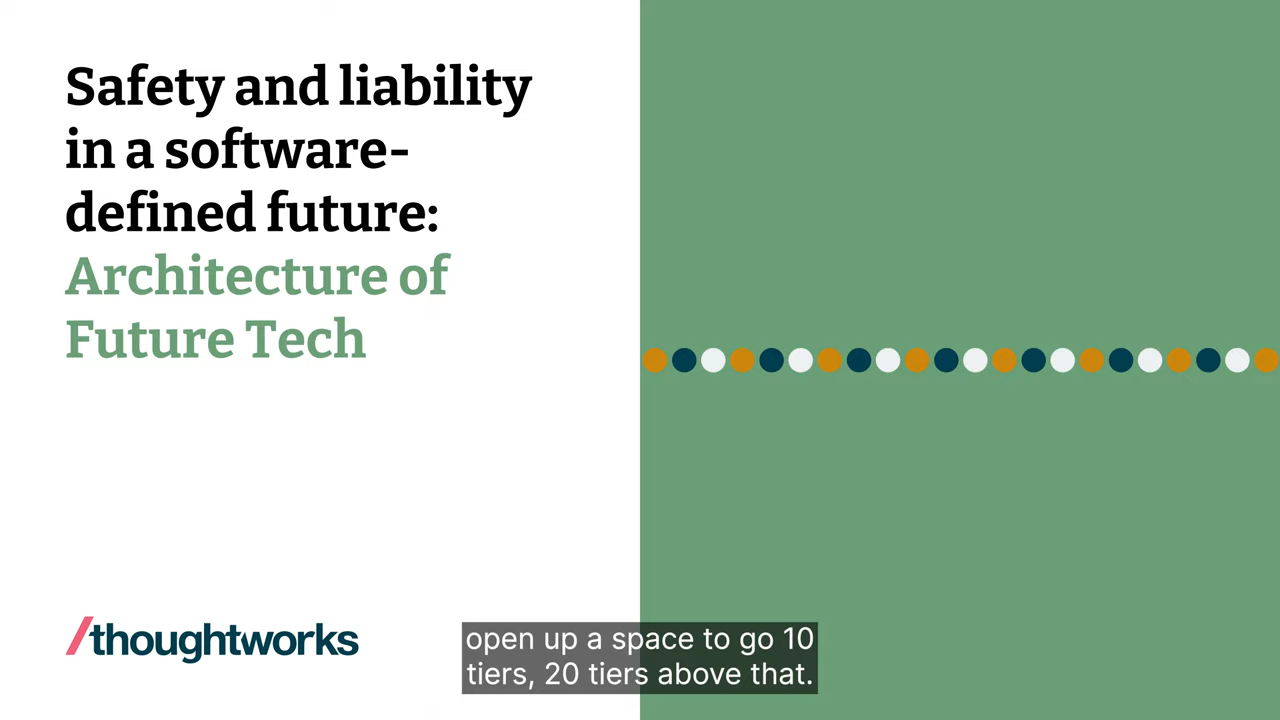 Safety and liability
in a software-
defined future:
Architecture of
Future Tech
/thoughtworks
open up a space to go 10
tiers, 20 tiers above that.